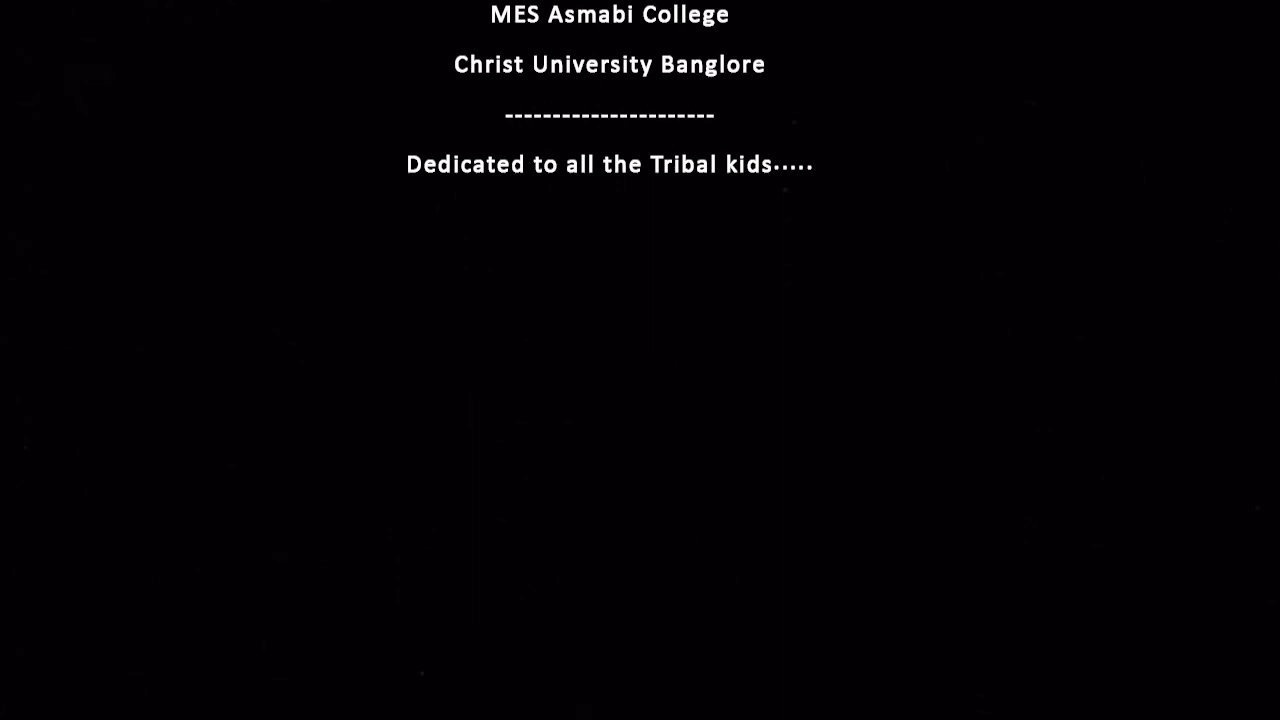 MES Asmabi College
Christ University Banglore
----------------------
Dedicated to all the Tribal kids.....